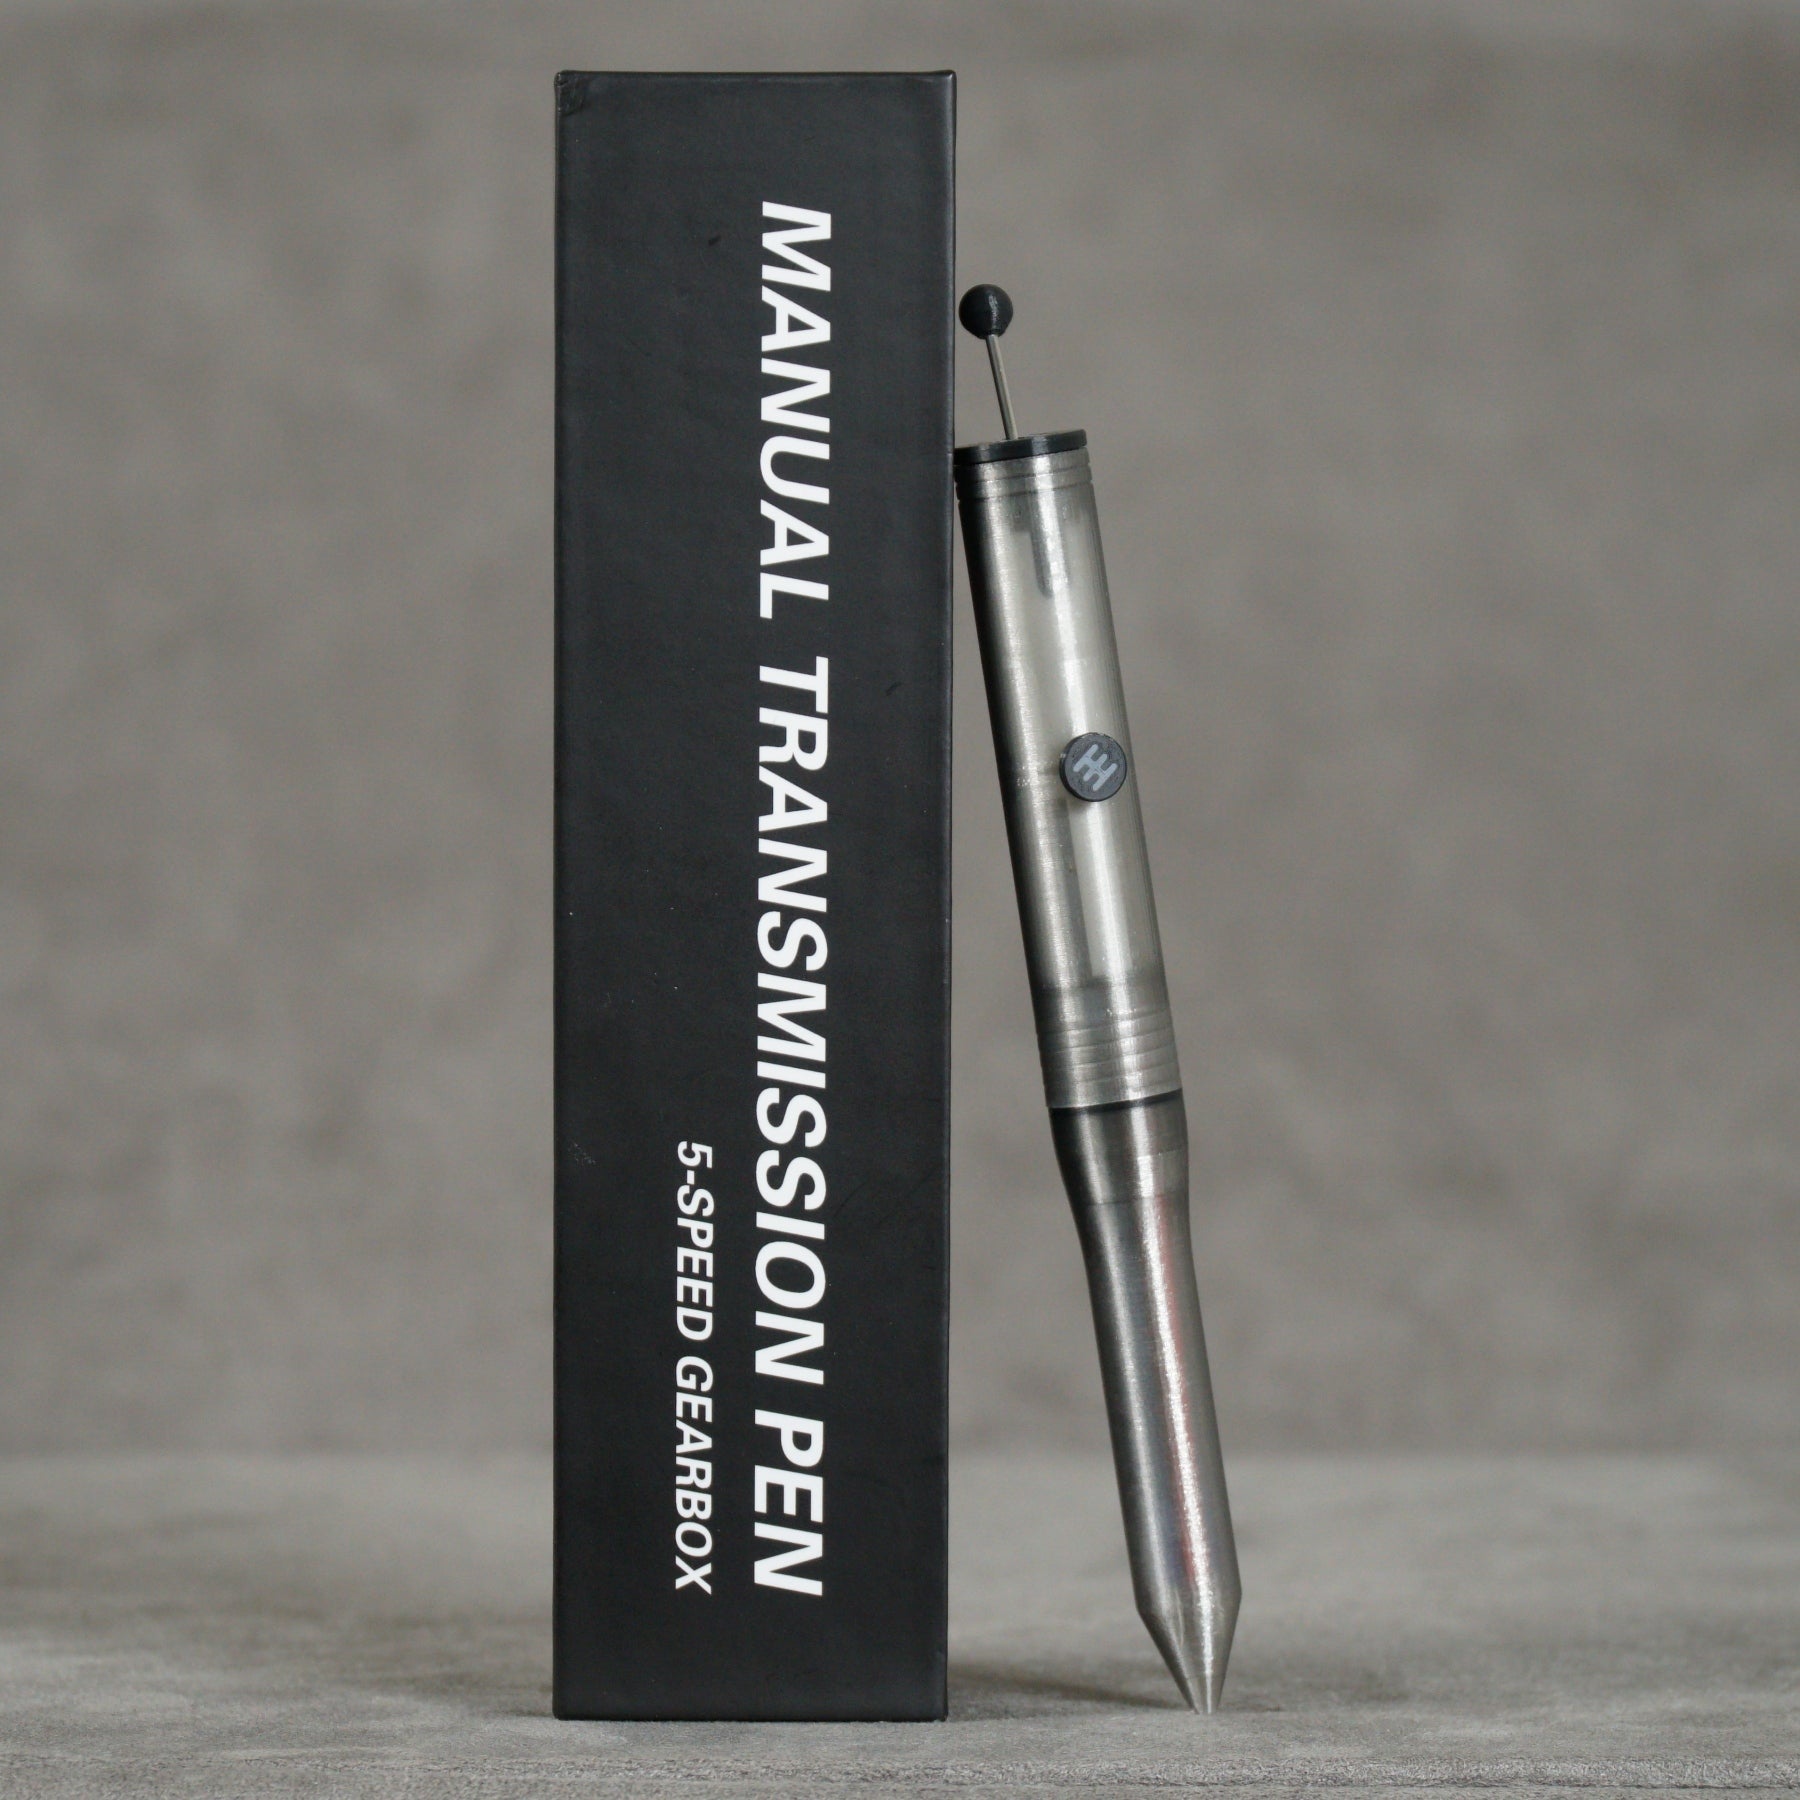 MANUAL TRANSMISSION PEN
5-SPEED GEARBOX